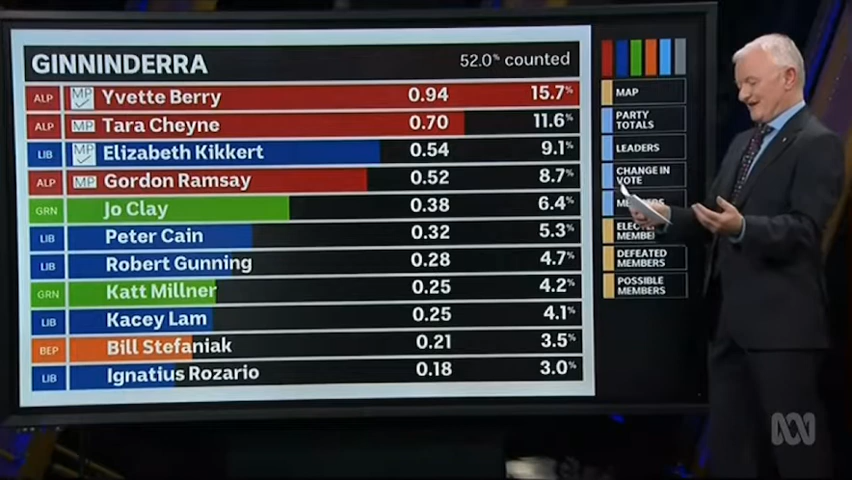 GINNINDERRA 52.0% counted
ALP MP Yvette Berry 0.94 15.7%
ALP MP Tara Cheyne 0.70 11.6%
LIB MP Elizabeth Kikkert 0.54 9.1%
ALP MP Gordon Ramsay 0.52 8.7%
GRN Jo Clay 0.38 6.4%
LIB Peter Cain 0.32 5.3%
LIB Robert Gunning 0.28 4.7%
GRN Katt Millner 0.25 4.2%
LIB Kacey Lam 0.25 4.1%
BEP Bill Stefaniak 0.21 3.5%
LIB Ignatius Rozario 0.18 3.0%
MAP
PARTY
TOTALS
LEADERS
CHANGE IN
VOTE
DEFEATED
MEMBERS
POSSIBLE
MEMBERS
ABC